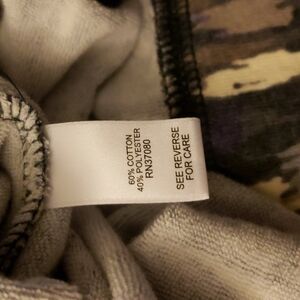 60% COTTON
40% POLYESTER
RN37080
SEE REVERSE
FOR CARE